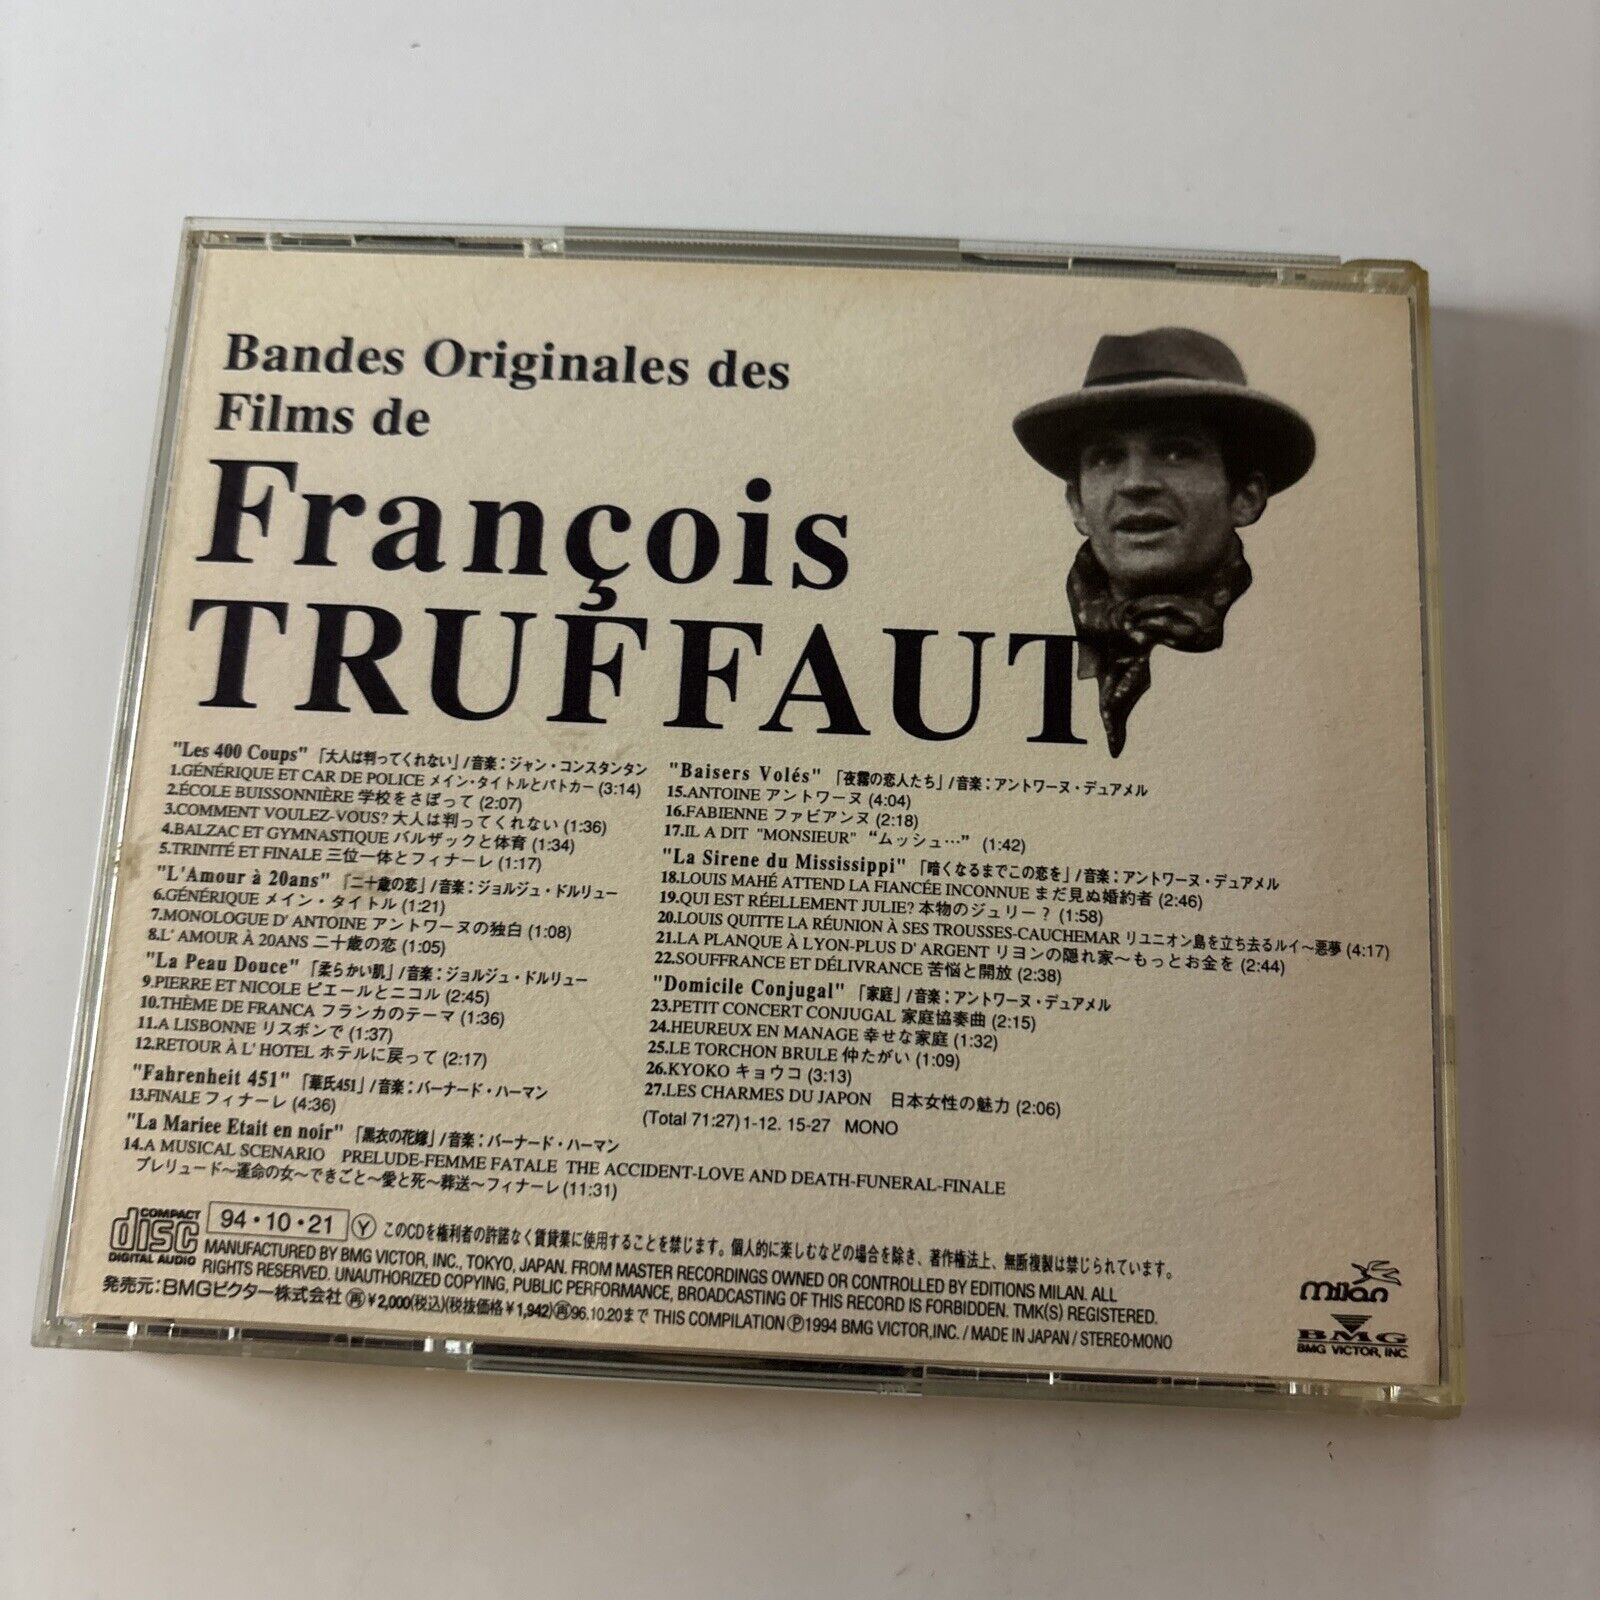 Bandes Originales des
Films de
François
TRUFFAUT
"Les 400 Coups" 「大人は判ってくれない」/音楽：ジャン・コンスタンタン
1.GÉNÉRIQUE ET CAR DE POLICE メイン・タイトルとパトカー (3:14)
2.ÉCOLE BUISSONNIÈRE 学校をさぼって (2:07)
3.COMMENT VOULEZ-VOUS? 大人は判ってくれない (1:36)
4.BALZAC ET GYMNASTIQUE バルザックと体育 (1:34)
5.TRINITÉ ET FINALE 三位一体とフィナーレ (1:17)
"L'Amour à 20ans" 「二十歳の恋」/音楽：ジョルジュ・ドルリュー
6.GÉNÉRIQUE メイン・タイトル (1:21)
7.MONOLOGUE D' ANTOINE アントワーヌの独白 (1:08)
8.L' AMOUR À 20ANS 二十歳の恋 (1:05)
"La Peau Douce" 「柔らかい肌」/音楽：ジョルジュ・ドルリュー
9.PIERRE ET NICOLE ピエールとニコル (2:45)
10.THÈME DE FRANCA フランカのテーマ (1:36)
11.A LISBONNE リスボンで (1:37)
12.RETOUR À L' HOTEL ホテルに戻って (2:17)
"Fahrenheit 451" 「華氏451」/音楽：バーナード・ハーマン
13.FINALE フィナーレ (4:36)
"La Mariee Etait en noir" 「黒衣の花嫁」/音楽：バーナード・ハーマン
14.A MUSICAL SCENARIO PRELUDE-FEMME FATALE THE ACCIDENT-LOVE AND DEATH-FUNERAL-FINALE
プレリュード〜運命の女〜できごと〜愛と死〜葬送〜フィナーレ (11:31)
"Baisers Volés" 「夜霧の恋人たち」/音楽：アントワーヌ・デュアメル
15.ANTOINE アントワーヌ (4:04)
16.FABIENNE ファビアンヌ (2:18)
17.IL A DIT "MONSIEUR" “ムッシュ…” (1:42)
"La Sirene du Mississippi" 「暗くなるまでこの恋を」/音楽：アントワーヌ・デュアメル
18.LOUIS MAHÉ ATTEND LA FIANCÉE INCONNUE まだ見ぬ婚約者 (2:46)
19.QUI EST RÉELLEMENT JULIE? 本物のジュリー？ (1:58)
20.LOUIS QUITTE LA RÉUNION À SES TROUSSES-CAUCHEMAR リユニオン島を立ち去るルイ〜悪夢 (4:17)
21.LA PLANQUE À LYON-PLUS D' ARGENT リヨンの隠れ家〜もっとお金を (2:44)
22.SOUFFRANCE ET DÉLIVRANCE 苦悩と開放 (2:38)
"Domicile Conjugal" 「家庭」/音楽：アントワーヌ・デュアメル
23.PETIT CONCERT CONJUGAL 家庭協奏曲 (2:15)
24.HEUREUX EN MANAGE 幸せな家庭 (1:32)
25.LE TORCHON BRULE 仲たがい (1:09)
26.KYOKO キョウコ (3:13)
27.LES CHARMES DU JAPON 日本女性の魅力 (2:06)
(Total 71:27) 1-12. 15-27 MONO
COMPACT
disc
DIGITAL AUDIO
94・10・21 Ⓨ このCDを権利者の許諾なく賃貸業に使用することを禁じます。個人的に楽しむなどの場合を除き、著作権法上、無断複製は禁じられています。
MANUFACTURED BY BMG VICTOR, INC., TOKYO, JAPAN. FROM MASTER RECORDINGS OWNED OR CONTROLLED BY EDITIONS MILAN. ALL
RIGHTS RESERVED. UNAUTHORIZED COPYING, PUBLIC PERFORMANCE, BROADCASTING OF THIS RECORD IS FORBIDDEN. TMK(S) REGISTERED.
発売元：BMGビクター株式会社 ㊢¥2,000(税込)(税抜価格¥1,942)㊢96.10.20まで THIS COMPILATION Ⓟ1994 BMG VICTOR,INC. / MADE IN JAPAN / STEREO-MONO
milan
BMG
BMG VICTOR, INC.